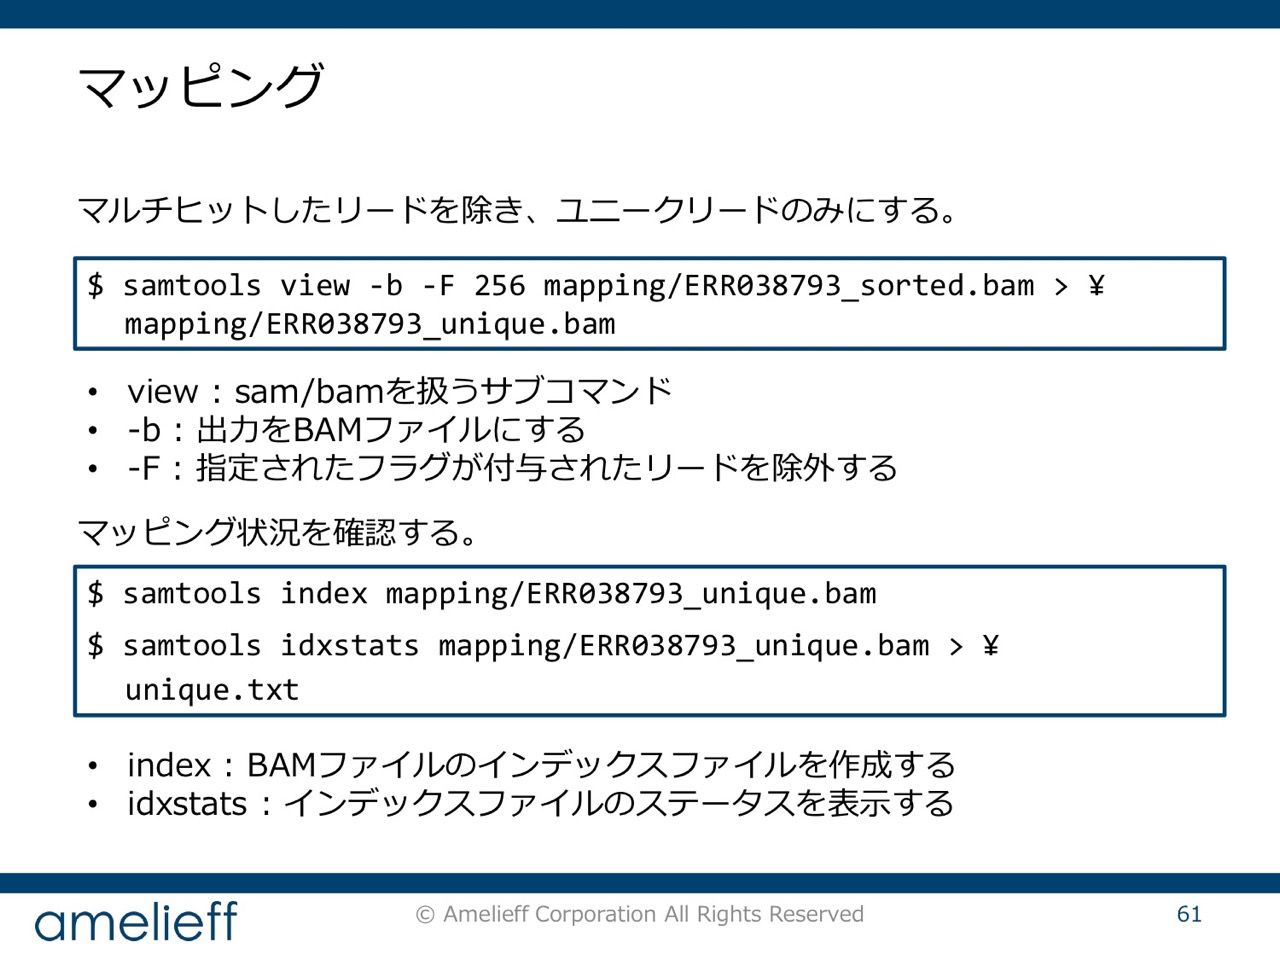 マッピング
マルチヒットしたリードを除き、ユニークリードのみにする。
$ samtools view -b -F 256 mapping/ERR038793_sorted.bam > ¥
mapping/ERR038793_unique.bam
• view : sam/bamを扱うサブコマンド
• -b : 出力をBAMファイルにする
• -F : 指定されたフラグが付与されたリードを除外する
マッピング状況を確認する。
$ samtools index mapping/ERR038793_unique.bam
$ samtools idxstats mapping/ERR038793_unique.bam > ¥
unique.txt
• index : BAMファイルのインデックスファイルを作成する
• idxstats : インデックスファイルのステータスを表示する
amelieff
© Amelieff Corporation All Rights Reserved
61